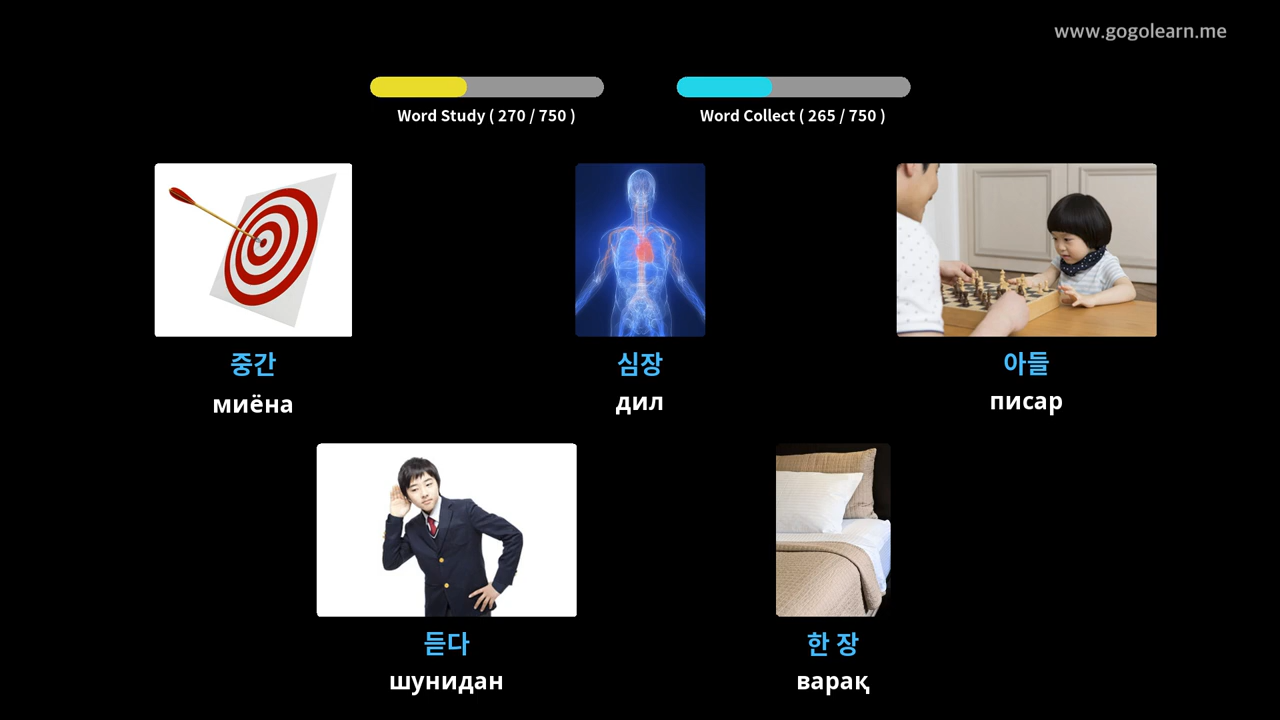 www.gogolearn.me
Word Study ( 270 / 750 )
Word Collect ( 265 / 750 )
중간
миёна
심장
дил
아들
писар
듣다
шунидан
한 장
варақ